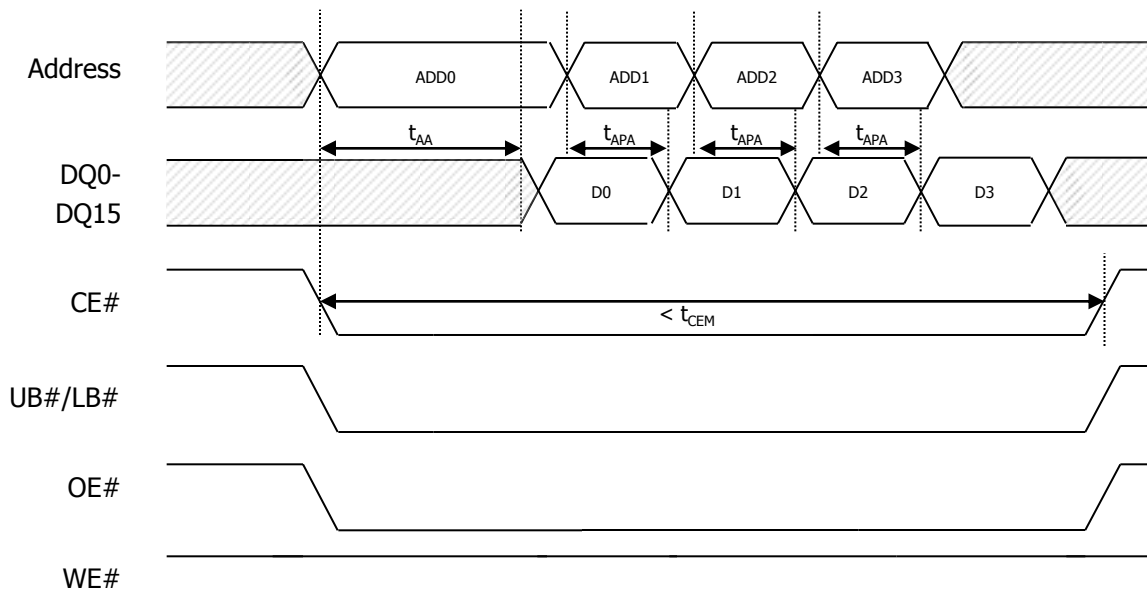 Address
ADD0 ADD1 ADD2 ADD3
tAA tAPA tAPA tAPA
DQ0-
DQ15
D0 D1 D2 D3
CE#
< tCEM
UB#/LB#
OE#
WE#